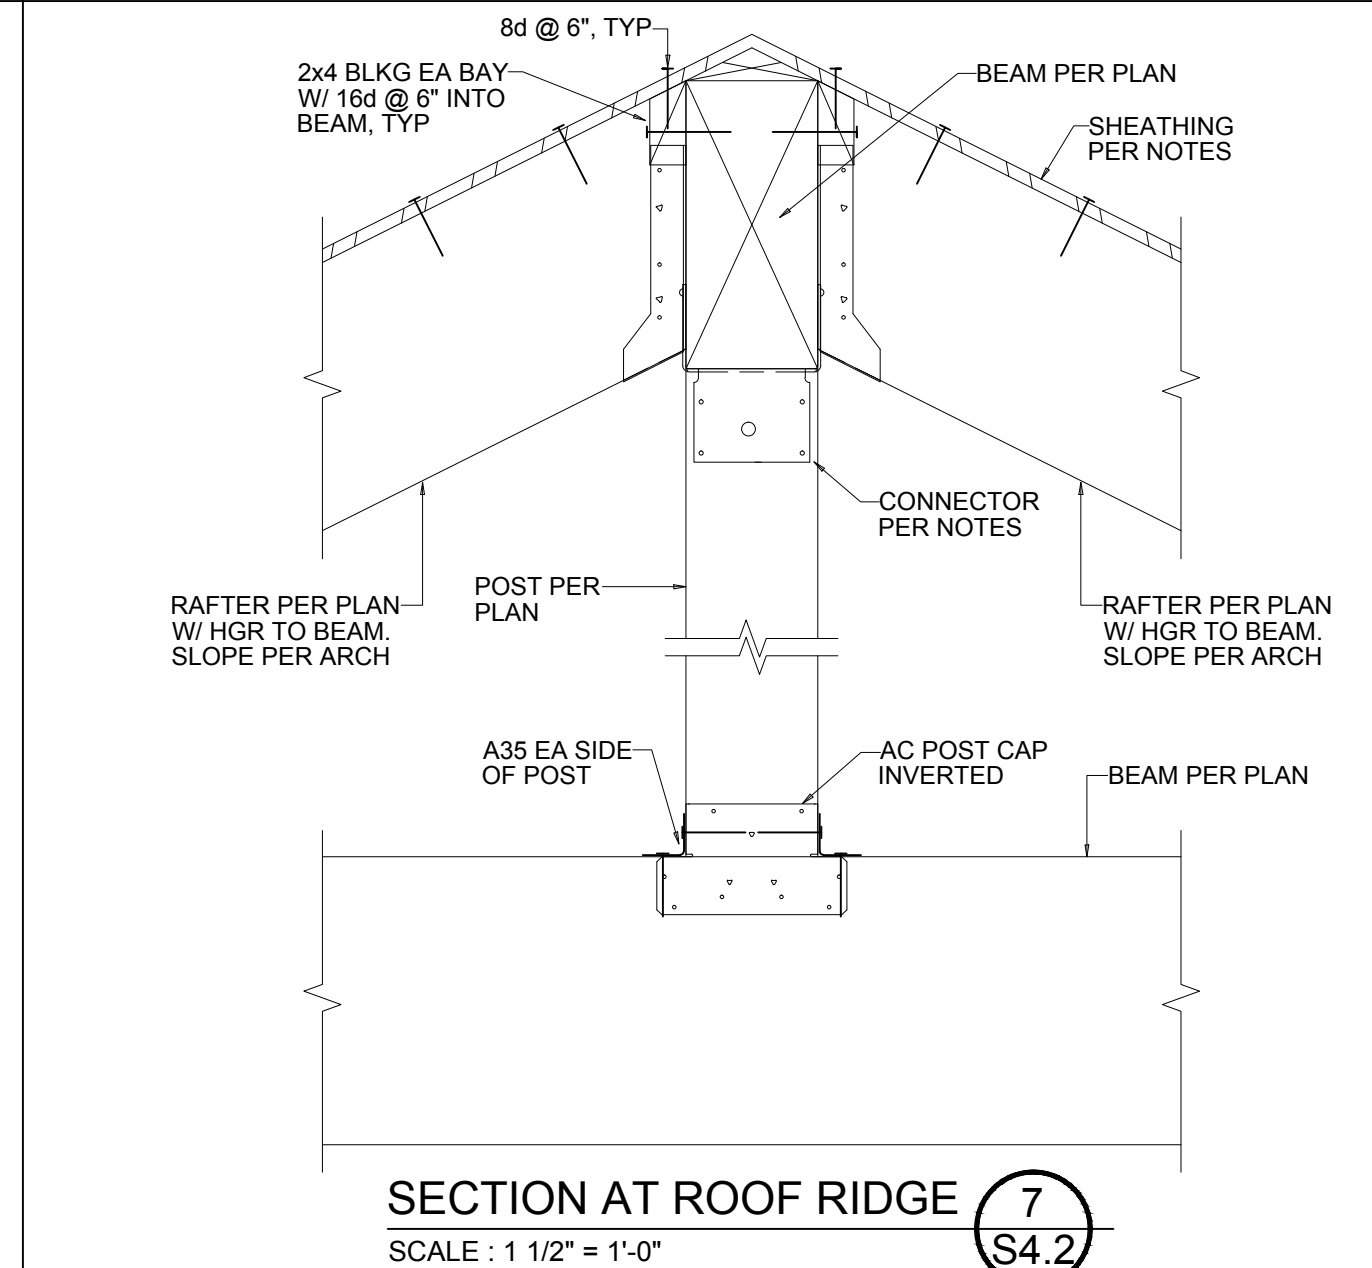 8d @ 6", TYP
2x4 BLKG EA BAY
W/ 16d @ 6" INTO
BEAM, TYP
BEAM PER PLAN
SHEATHING
PER NOTES
CONNECTOR
PER NOTES
RAFTER PER PLAN
W/ HGR TO BEAM.
SLOPE PER ARCH
POST PER
PLAN
RAFTER PER PLAN
W/ HGR TO BEAM.
SLOPE PER ARCH
A35 EA SIDE
OF POST
AC POST CAP
INVERTED
BEAM PER PLAN
SECTION AT ROOF RIDGE
SCALE : 1 1/2" = 1'-0"
7
S4.2